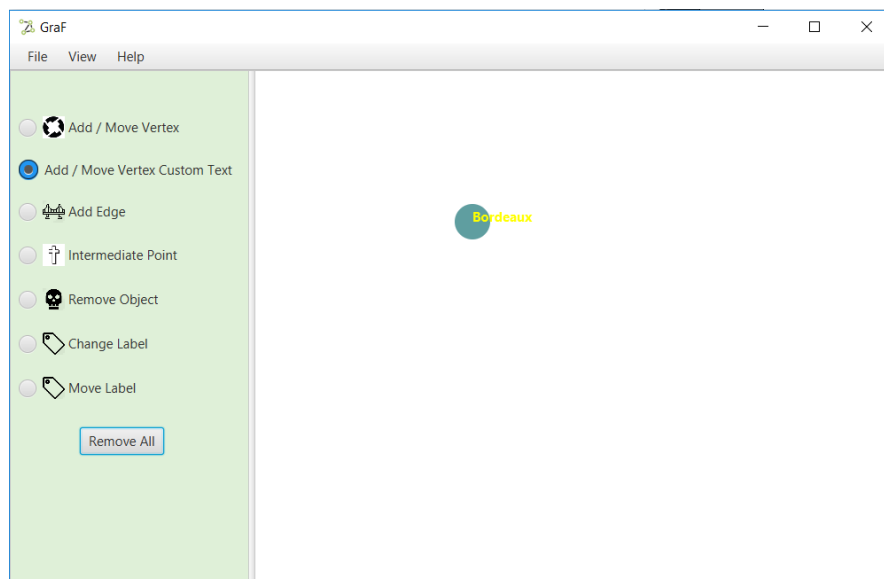 GraF
File View Help
Add / Move Vertex
Add / Move Vertex Custom Text
Add Edge
Intermediate Point
Remove Object
Change Label
Move Label
Remove All
Bordeaux